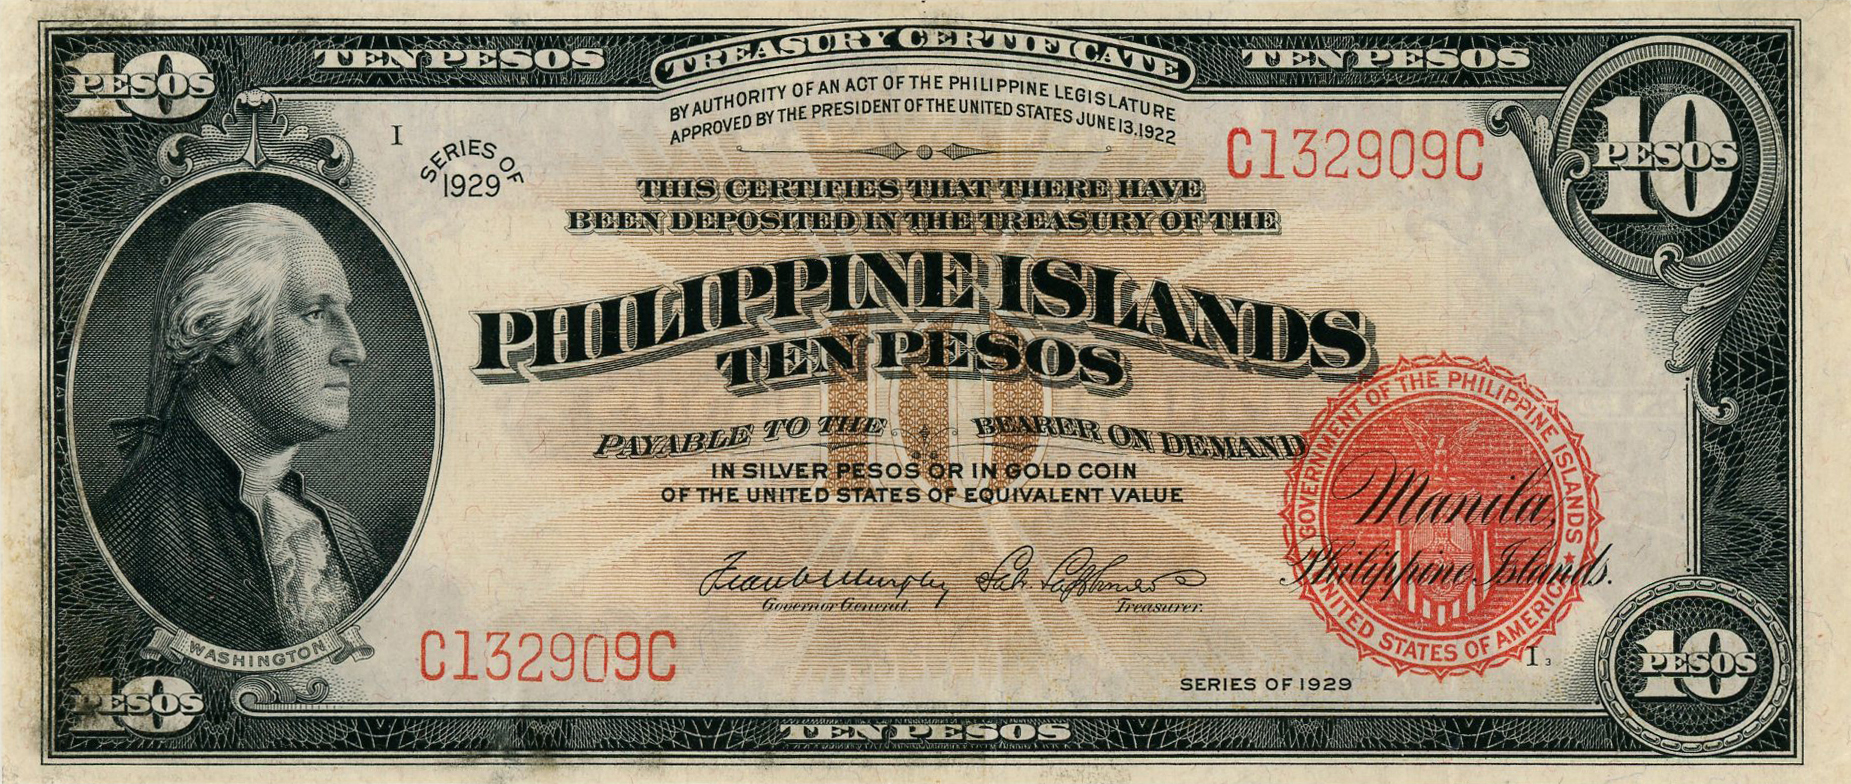 10 PESOS
TEN PESOS
TREASURY CERTIFICATE
TEN PESOS
10 PESOS
BY AUTHORITY OF AN ACT OF THE PHILIPPINE LEGISLATURE
APPROVED BY THE PRESIDENT OF THE UNITED STATES JUNE 13, 1922
I
SERIES OF
1929
C132909C
THIS CERTIFIES THAT THERE HAVE
BEEN DEPOSITED IN THE TREASURY OF THE
PHILIPPINE ISLANDS
TEN PESOS
10
PAYABLE TO THE BEARER ON DEMAND
IN SILVER PESOS OR IN GOLD COIN
OF THE UNITED STATES OF EQUIVALENT VALUE
GOVERNMENT OF THE PHILIPPINE ISLANDS
UNITED STATES OF AMERICA
Manila,
Philippine Islands.
Frank Murphy
Governor General.
Treasurer.
WASHINGTON
C132909C
I 3
SERIES OF 1929
10 PESOS
TEN PESOS
10 PESOS